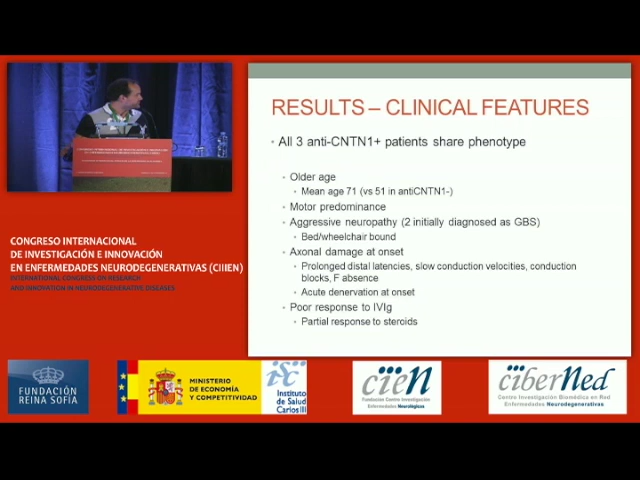 RESULTS – CLINICAL FEATURES
• All 3 anti-CNTN1+ patients share phenotype
• Older age
• Mean age 71 (vs 51 in antiCNTN1-)
• Motor predominance
• Aggressive neuropathy (2 initially diagnosed as GBS)
• Bed/wheelchair bound
• Axonal damage at onset
• Prolonged distal latencies, slow conduction velocities, conduction
blocks, F absence
• Acute denervation at onset
• Poor response to IVIg
• Partial response to steroids
CONGRESO INTERNACIONAL
DE INVESTIGACIÓN E INNOVACIÓN
EN ENFERMEDADES NEURODEGENERATIVAS (CIIIEN)
INTERNATIONAL CONGRESS ON RESEARCH
AND INNOVATION IN NEURODEGENERATIVE DISEASES
FUNDACIÓN
REINA SOFIA
MINISTERIO
DE ECONOMÍA
Y COMPETITIVIDAD
isc
Instituto
de Salud
Carlos III
cien
Fundación Centro Investigación
Enfermedades Neurológicas
ciberned
Centro Investigación Biomédica en Red
Enfermedades Neurodegenerativas